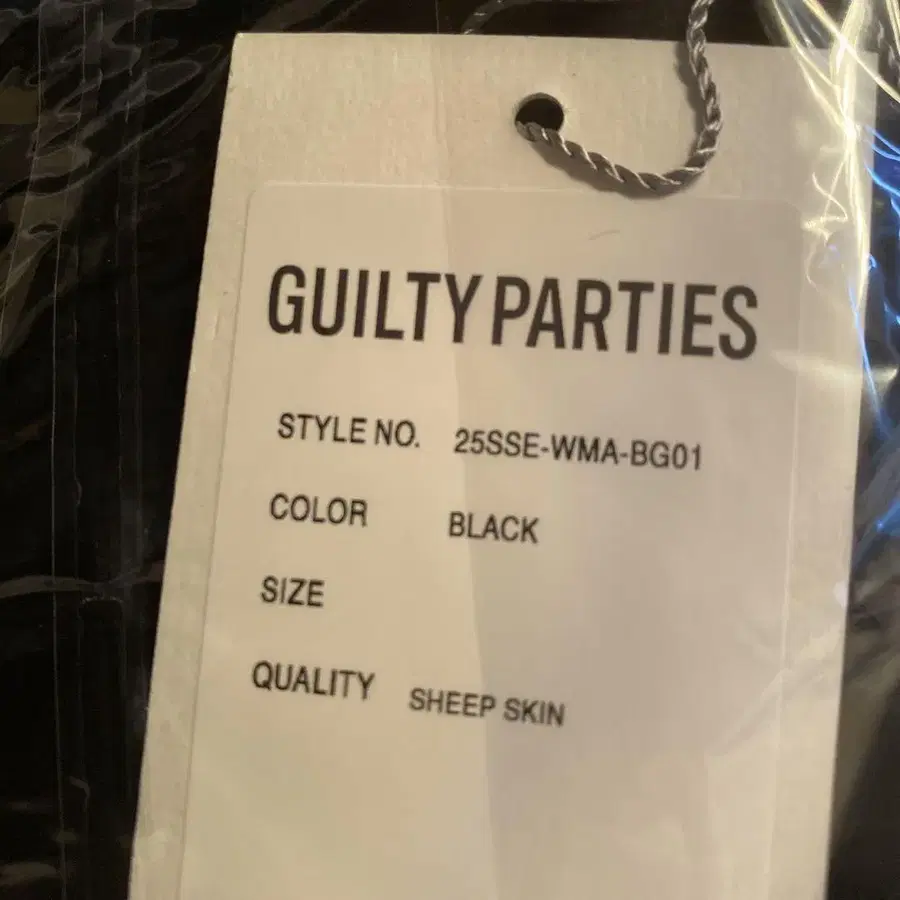 GUILTY PARTIES
STYLE NO. 25SSE-WMA-BG01
COLOR BLACK
SIZE
QUALITY SHEEP SKIN